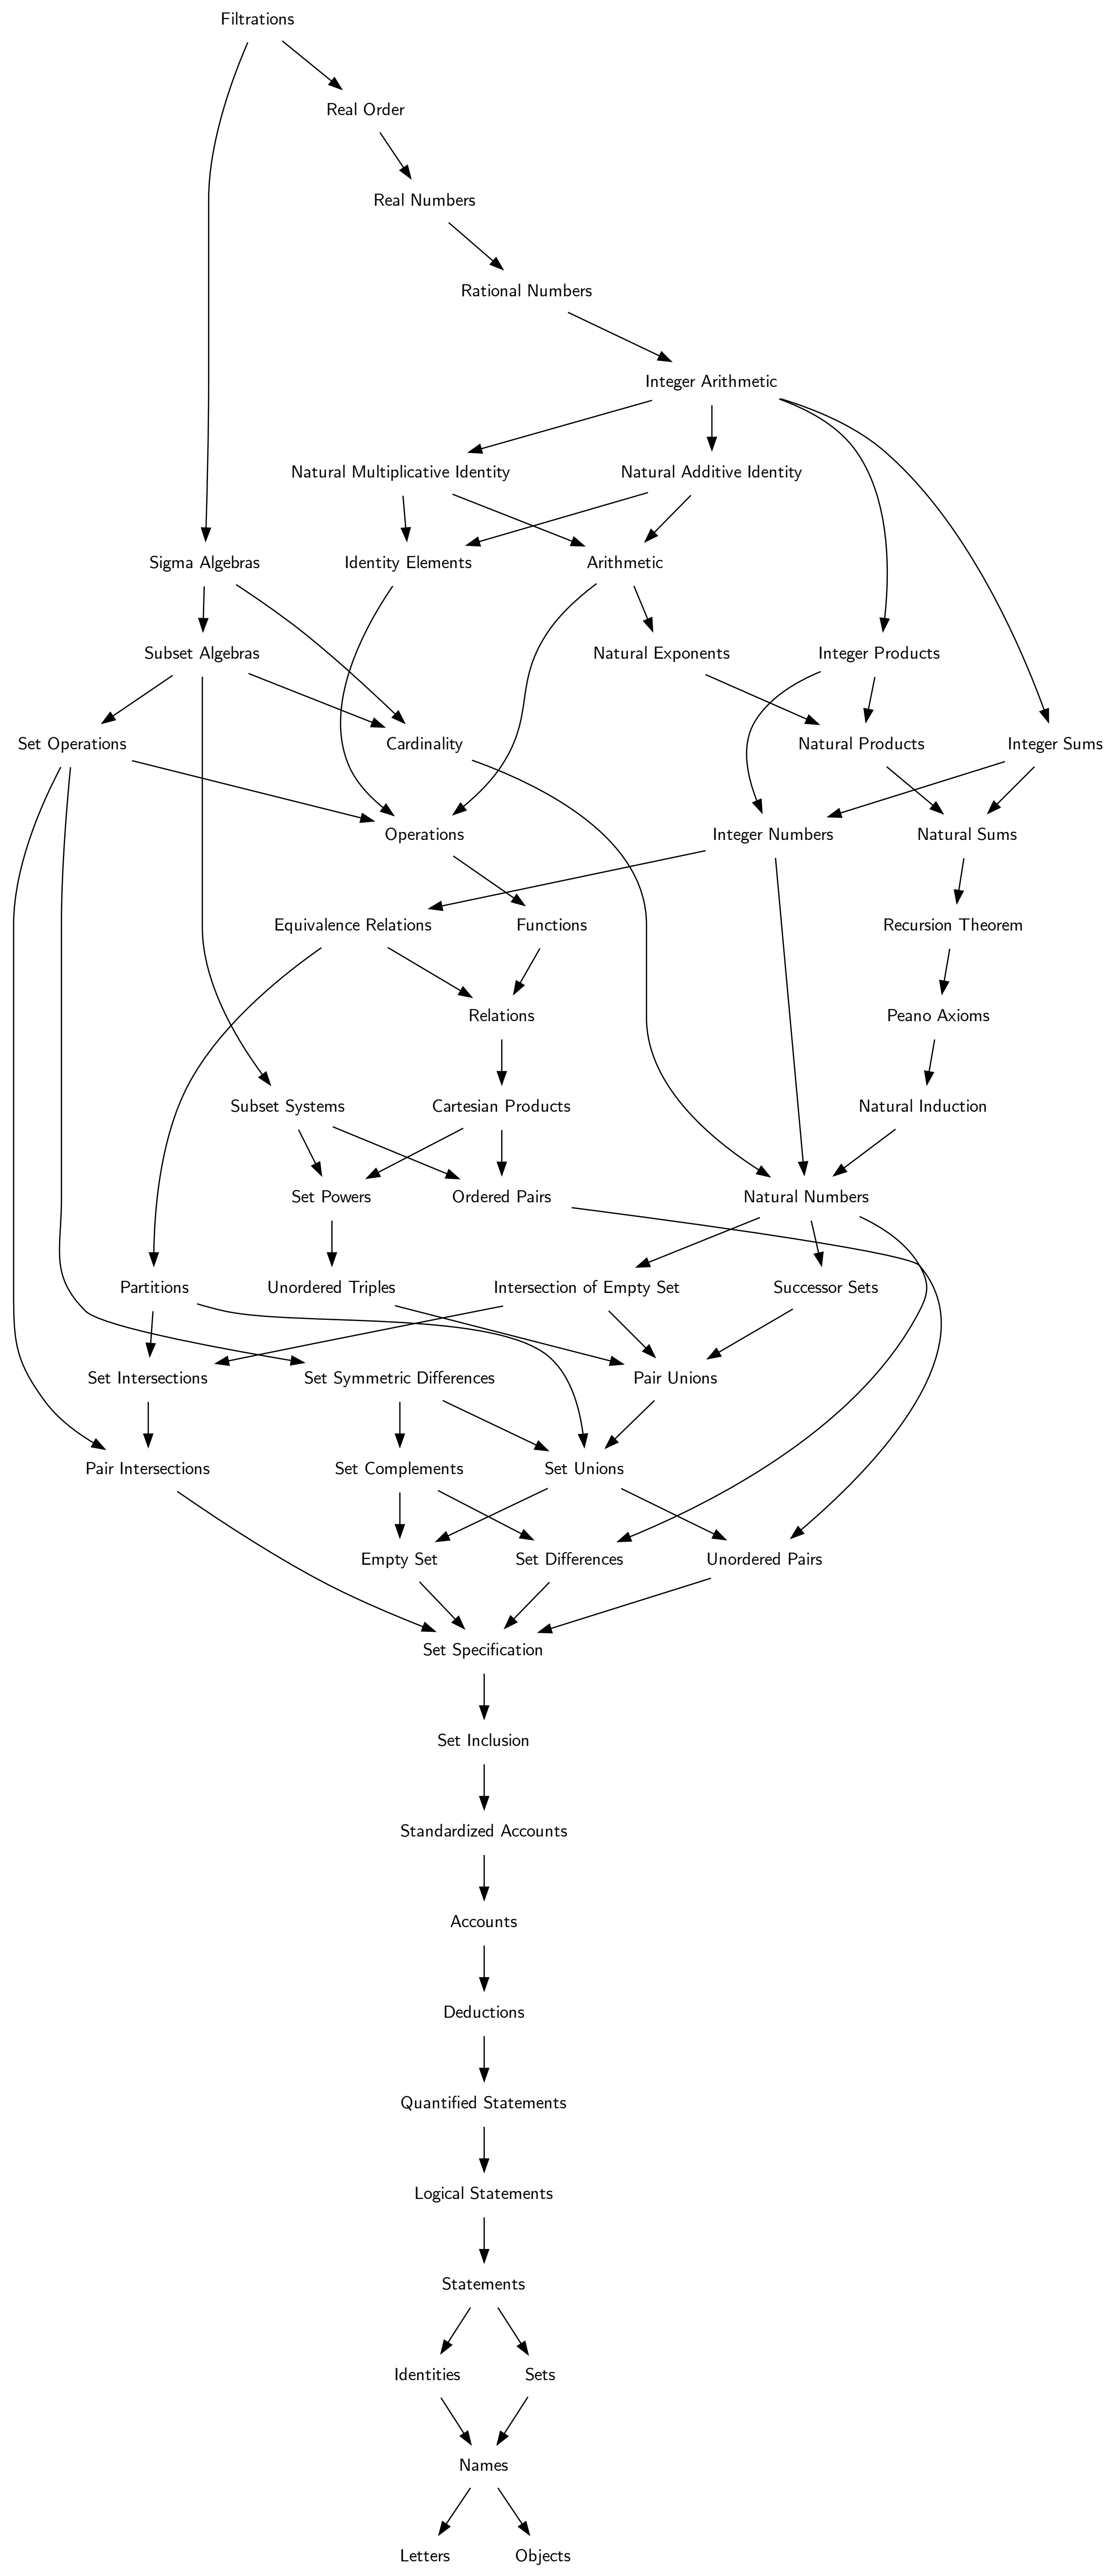 Filtrations
Real Order
Real Numbers
Rational Numbers
Integer Arithmetic
Natural Multiplicative Identity
Natural Additive Identity
Sigma Algebras
Identity Elements
Arithmetic
Subset Algebras
Natural Exponents
Integer Products
Set Operations
Cardinality
Natural Products
Integer Sums
Operations
Integer Numbers
Natural Sums
Equivalence Relations
Functions
Recursion Theorem
Relations
Peano Axioms
Subset Systems
Cartesian Products
Natural Induction
Set Powers
Ordered Pairs
Natural Numbers
Partitions
Unordered Triples
Intersection of Empty Set
Successor Sets
Set Intersections
Set Symmetric Differences
Pair Unions
Pair Intersections
Set Complements
Set Unions
Empty Set
Set Differences
Unordered Pairs
Set Specification
Set Inclusion
Standardized Accounts
Accounts
Deductions
Quantified Statements
Logical Statements
Statements
Identities
Sets
Names
Letters
Objects